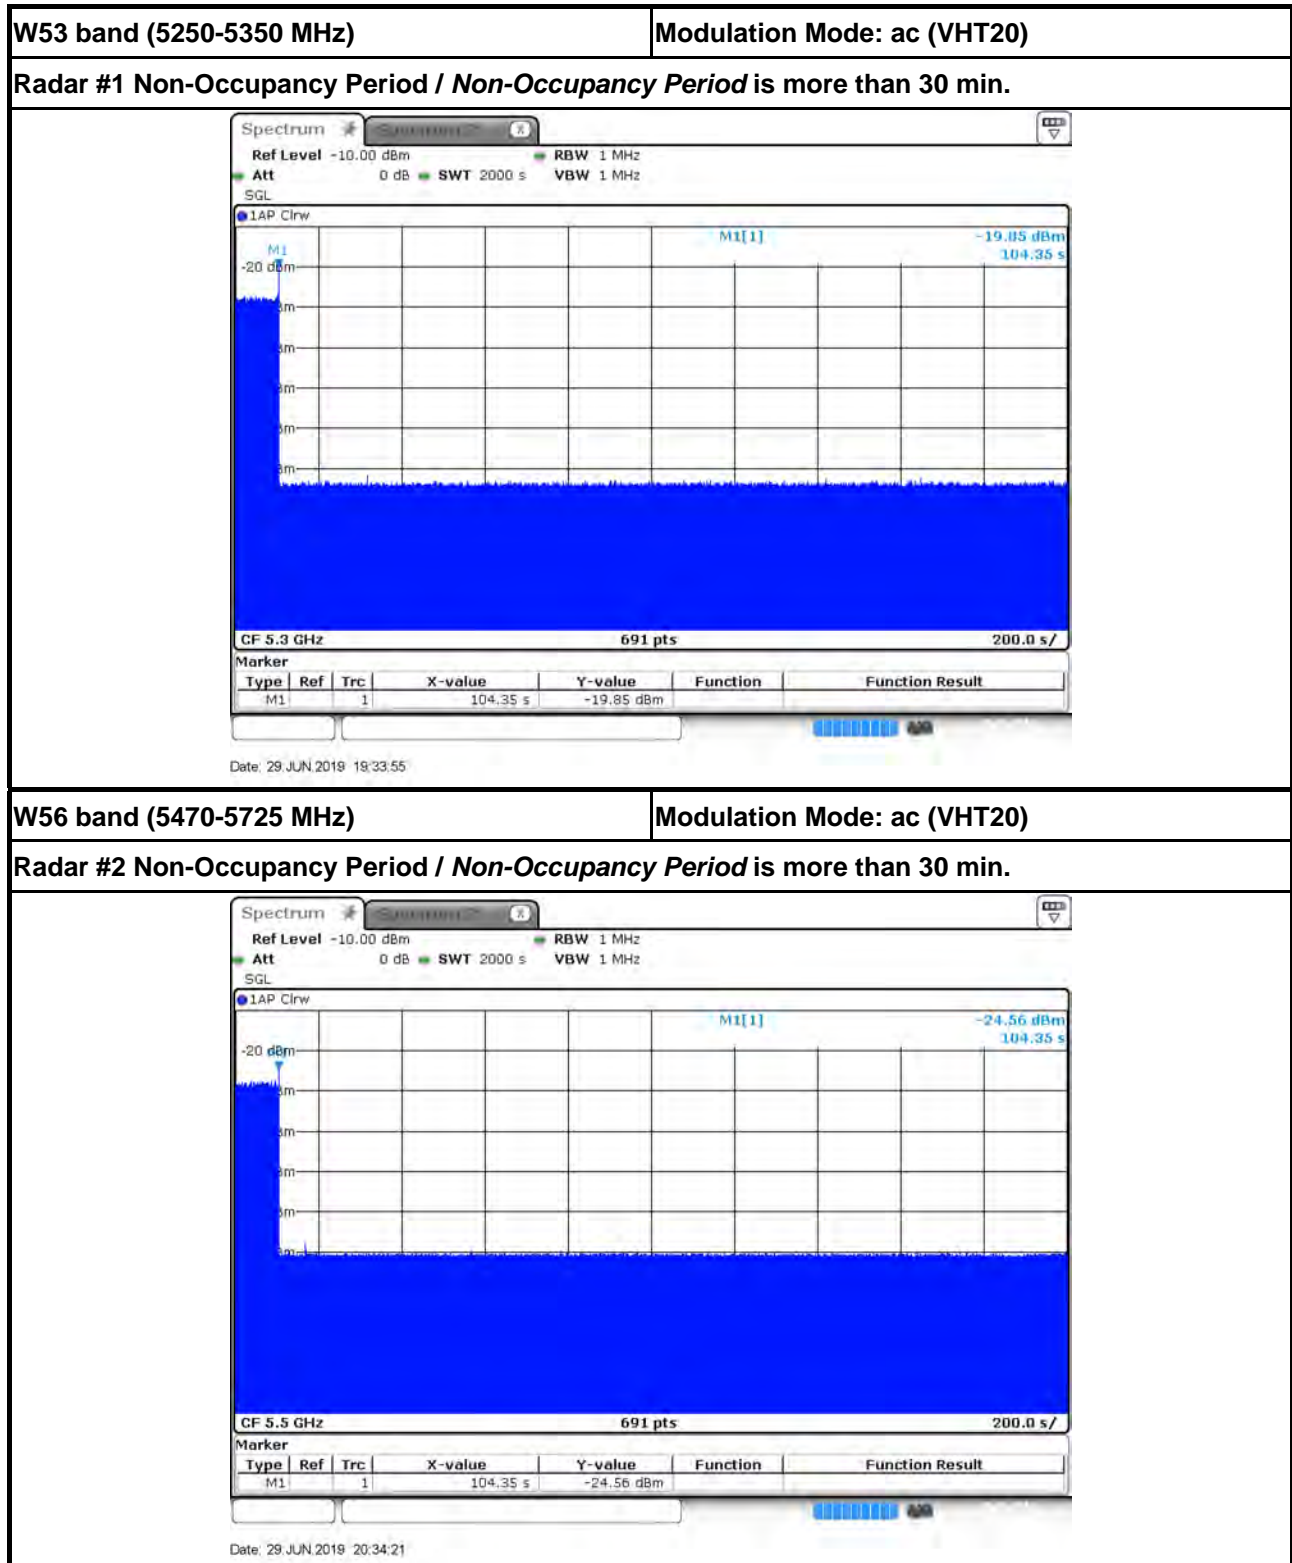 W53 band (5250-5350 MHz) Modulation Mode: ac (VHT20)
Radar #1 Non-Occupancy Period / Non-Occupancy Period is more than 30 min.
Spectrum
Ref Level -10.00 dBm RBW 1 MHz
Att 0 dB SWT 2000 s VBW 1 MHz
SGL
1AP Clrw
M1[1] -19.85 dBm
104.35 s
M1
-20 dBm
CF 5.3 GHz 691 pts 200.0 s/
Marker
Type Ref Trc X-value Y-value Function Function Result
M1 1 104.35 s -19.85 dBm
Date: 29.JUN.2019 19:33:55
W56 band (5470-5725 MHz) Modulation Mode: ac (VHT20)
Radar #2 Non-Occupancy Period / Non-Occupancy Period is more than 30 min.
Spectrum
Ref Level -10.00 dBm RBW 1 MHz
Att 0 dB SWT 2000 s VBW 1 MHz
SGL
1AP Clrw
M1[1] -24.56 dBm
104.35 s
-20 dBm
CF 5.5 GHz 691 pts 200.0 s/
Marker
Type Ref Trc X-value Y-value Function Function Result
M1 1 104.35 s -24.56 dBm
Date: 29.JUN.2019 20:34:21